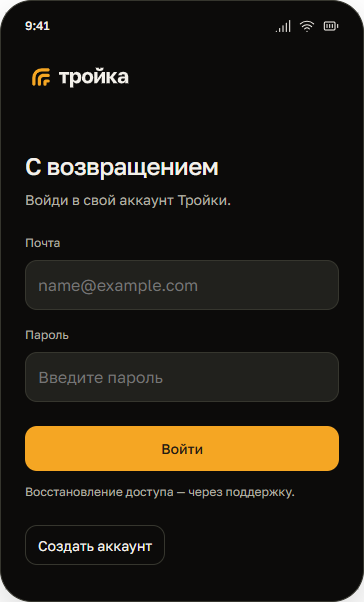 9:41
тройка
С возвращением
Войди в свой аккаунт Тройки.
Почта
name@example.com
Пароль
Введите пароль
Войти
Восстановление доступа — через поддержку.
Создать аккаунт